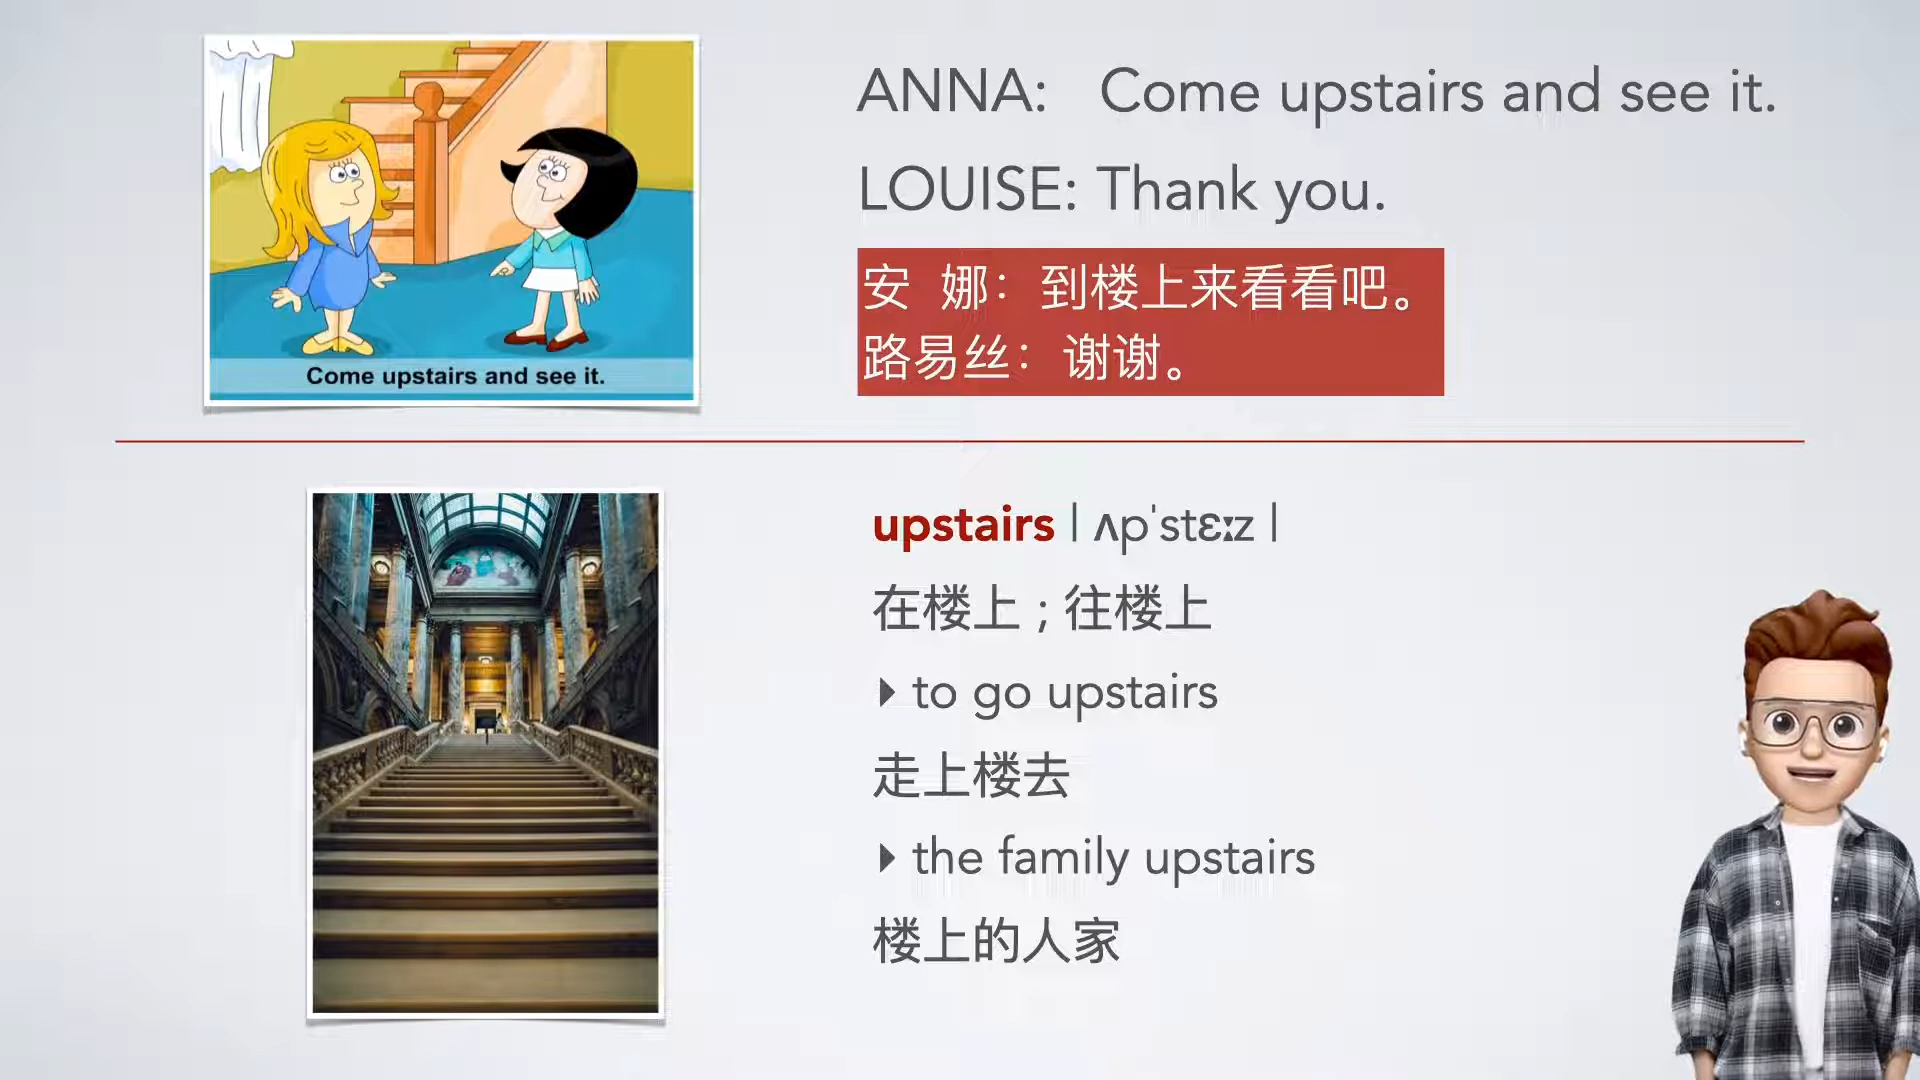 Come upstairs and see it.
ANNA: Come upstairs and see it.
LOUISE: Thank you.
安 娜：到楼上来看看吧。
路易丝：谢谢。
upstairs | ʌpˈstɛːz |
在楼上；往楼上
▸ to go upstairs
走上楼去
▸ the family upstairs
楼上的人家